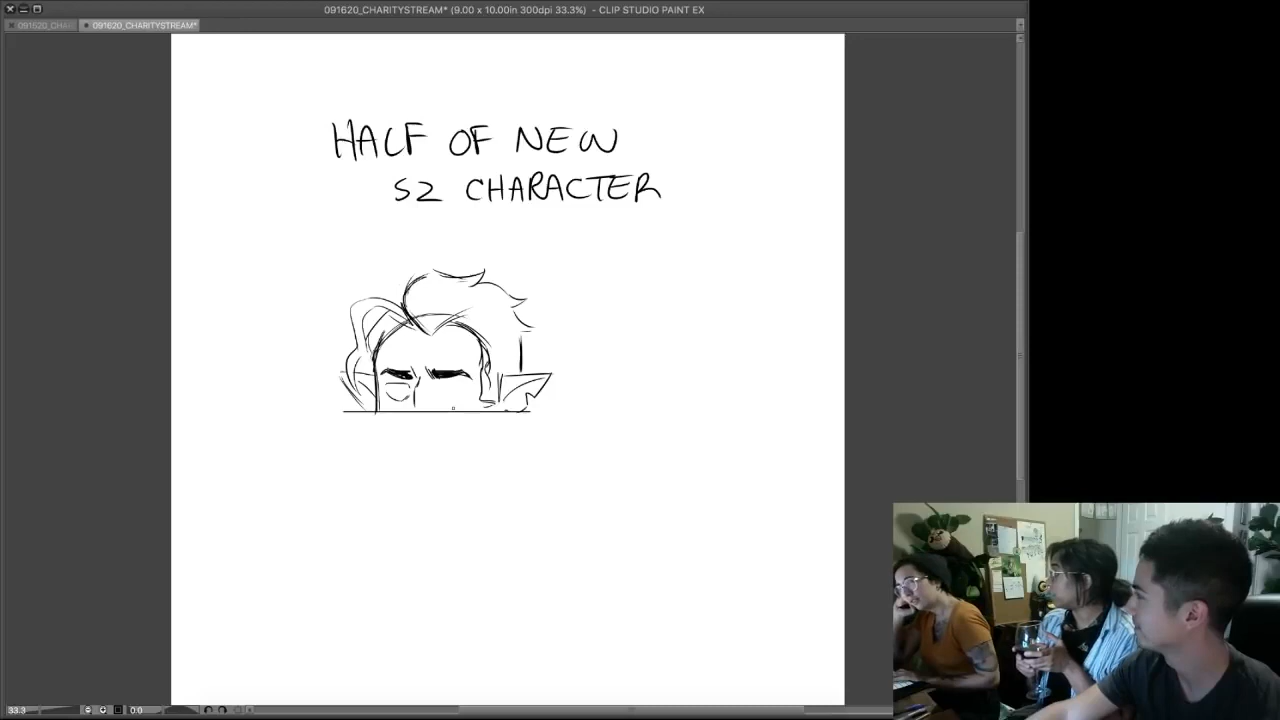 091620_CHARITYSTREAM* (9.00 x 10.00in 300dpi 33.3%) - CLIP STUDIO PAINT EX
091620_CHARITYSTREAM*
HALF OF NEW
S2 CHARACTER
33.3
0.0